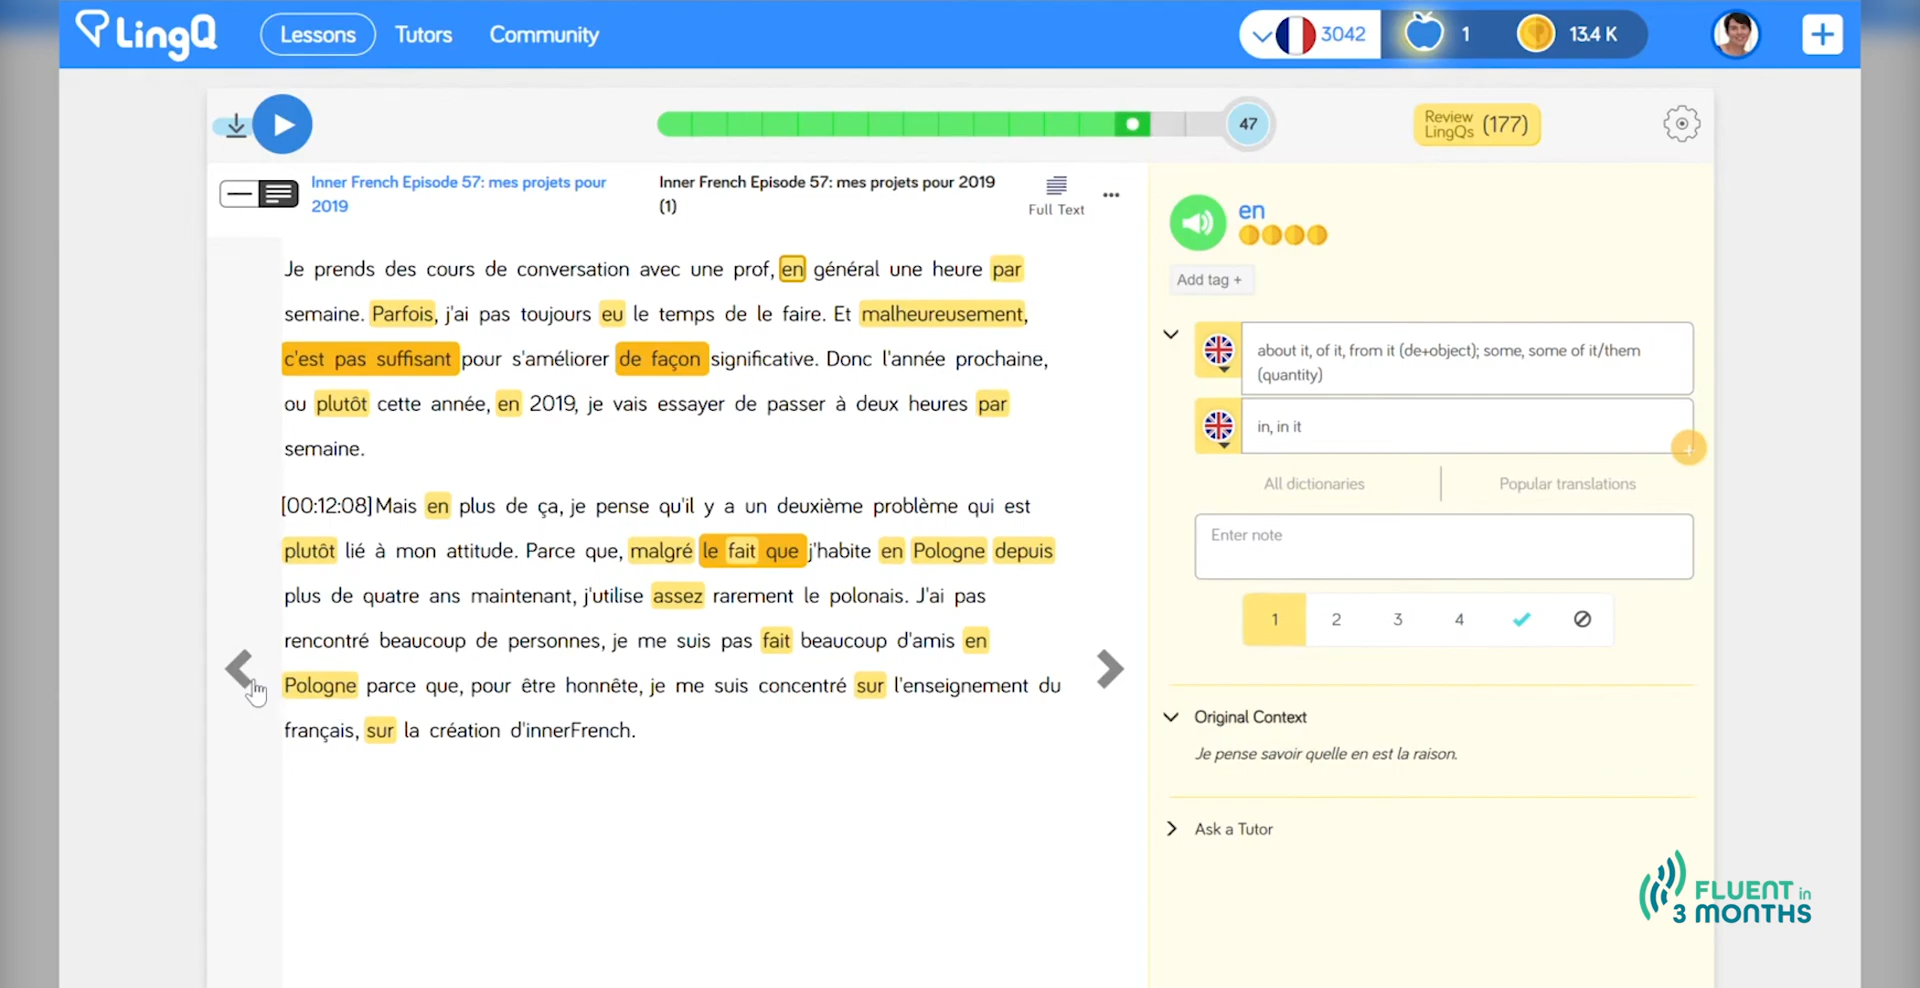 LingQ
Lessons Tutors Community
3042 1 13.4 K
47
Review
LingQs (177)
Inner French Episode 57: mes projets pour
2019
Inner French Episode 57: mes projets pour 2019
(1)
Full Text
Je prends des cours de conversation avec une prof, en général une heure par
semaine. Parfois, j'ai pas toujours eu le temps de le faire. Et malheureusement,
c'est pas suffisant pour s'améliorer de façon significative. Donc l'année prochaine,
ou plutôt cette année, en 2019, je vais essayer de passer à deux heures par
semaine.
[00:12:08] Mais en plus de ça, je pense qu'il y a un deuxième problème qui est
plutôt lié à mon attitude. Parce que, malgré le fait que j'habite en Pologne depuis
plus de quatre ans maintenant, j'utilise assez rarement le polonais. J'ai pas
rencontré beaucoup de personnes, je me suis pas fait beaucoup d'amis en
Pologne parce que, pour être honnête, je me suis concentré sur l'enseignement du
français, sur la création d'innerFrench.
en
Add tag +
about it, of it, from it (de+object); some, some of it/them
(quantity)
in, in it
All dictionaries
Popular translations
Enter note
1 2 3 4
Original Context
Je pense savoir quelle en est la raison.
Ask a Tutor
FLUENT in
3 MONTHS